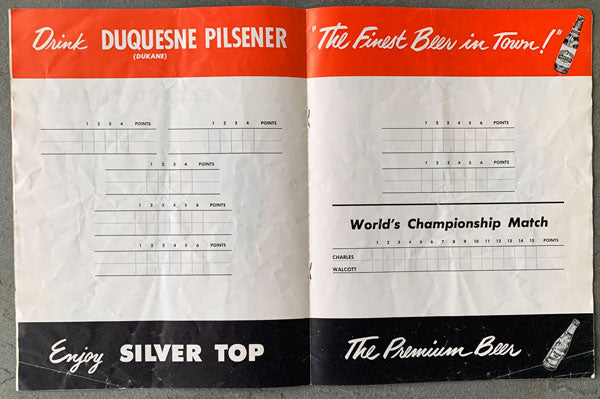 Drink DUQUESNE PILSENER
(DUKANE)
1 2 3 4 POINTS 1 2 3 4 POINTS
1 2 3 4 POINTS
1 2 3 4 5 6 POINTS
1 2 3 4 5 6 POINTS
Enjoy SILVER TOP
"The Finest Beer in Town!"
1 2 3 4 5 6 POINTS
1 2 3 4 5 6 POINTS
World's Championship Match
1 2 3 4 5 6 7 8 9 10 11 12 13 14 15 POINTS
CHARLES
WALCOTT
The Premium Beer